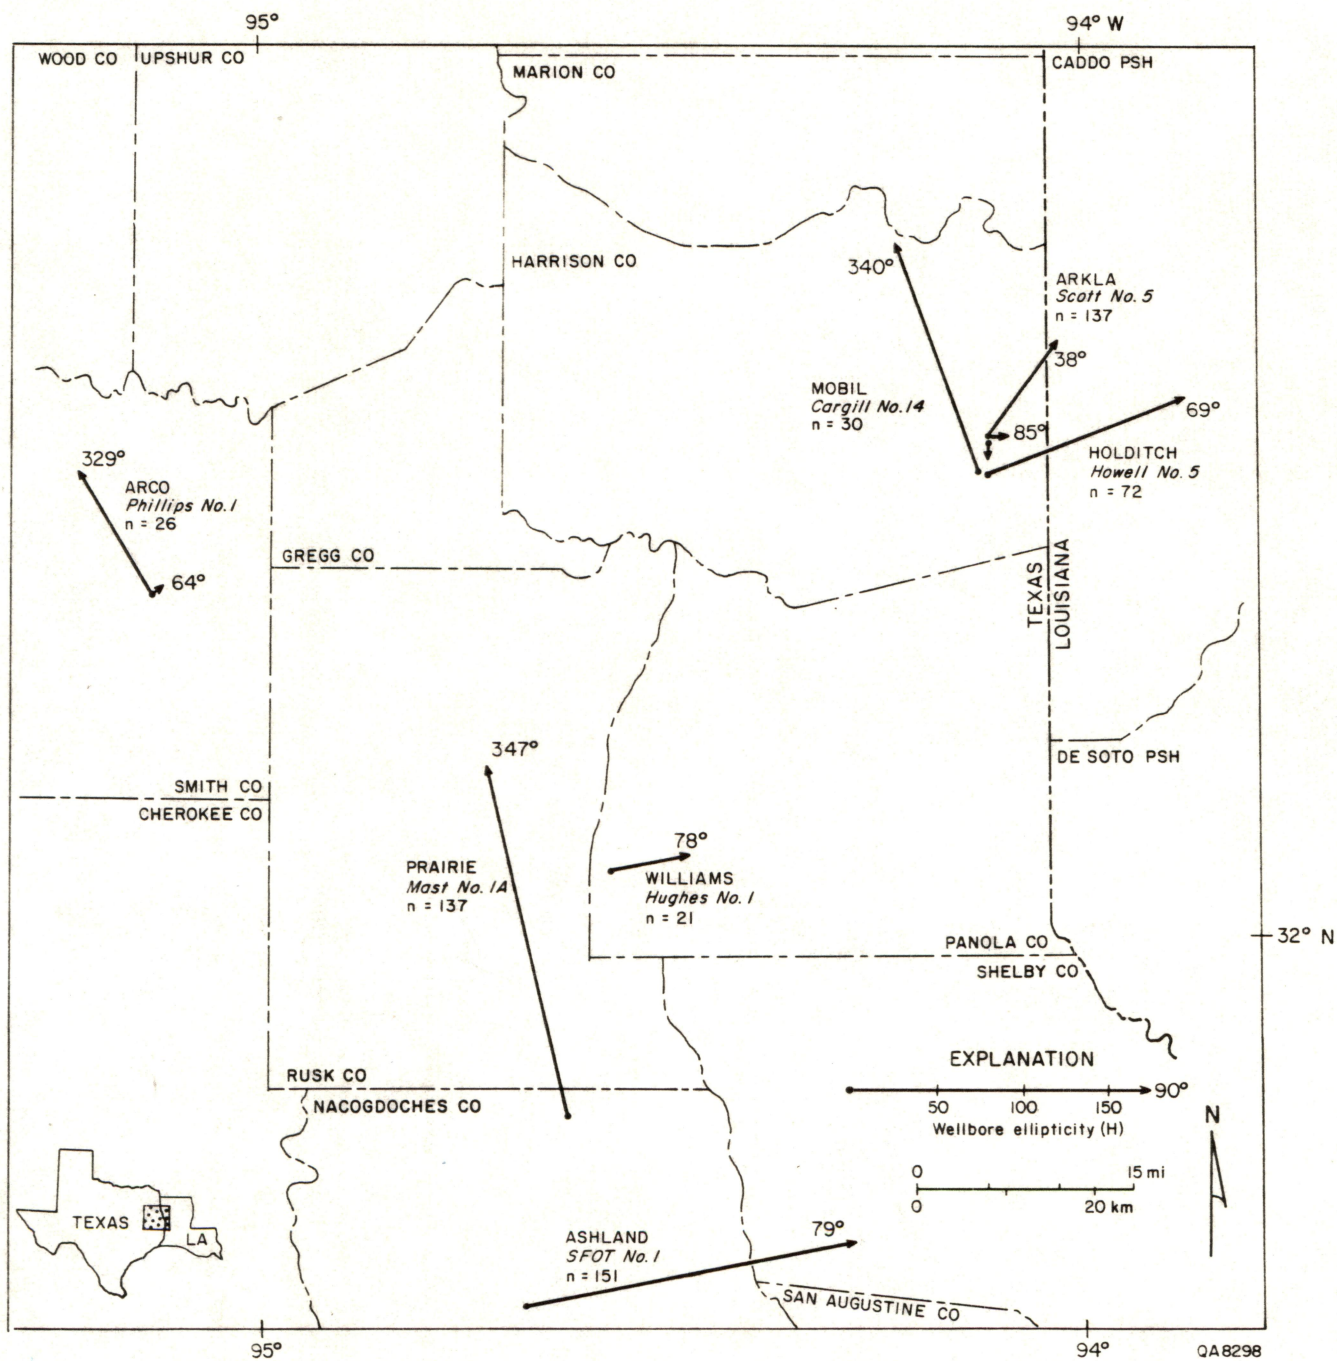 95°
94° W
WOOD CO
UPSHUR CO
MARION CO
CADDO PSH
HARRISON CO
340°
ARKLA
Scott No. 5
n = 137
38°
MOBIL
Cargill No. 14
n = 30
85°
69°
HOLDITCH
Howell No. 5
n = 72
329°
ARCO
Phillips No. 1
n = 26
64°
GREGG CO
TEXAS
LOUISIANA
347°
DE SOTO PSH
SMITH CO
CHEROKEE CO
78°
PRAIRIE
Mast No. 1A
n = 137
WILLIAMS
Hughes No. 1
n = 21
32° N
PANOLA CO
SHELBY CO
EXPLANATION
RUSK CO
NACOGDOCHES CO
90°
50 100 150
Wellbore ellipticity (H)
N
0 15 mi
0 20 km
TEXAS
LA
ASHLAND
SFOT No. 1
n = 151
79°
SAN AUGUSTINE CO
95°
94°
QA8298